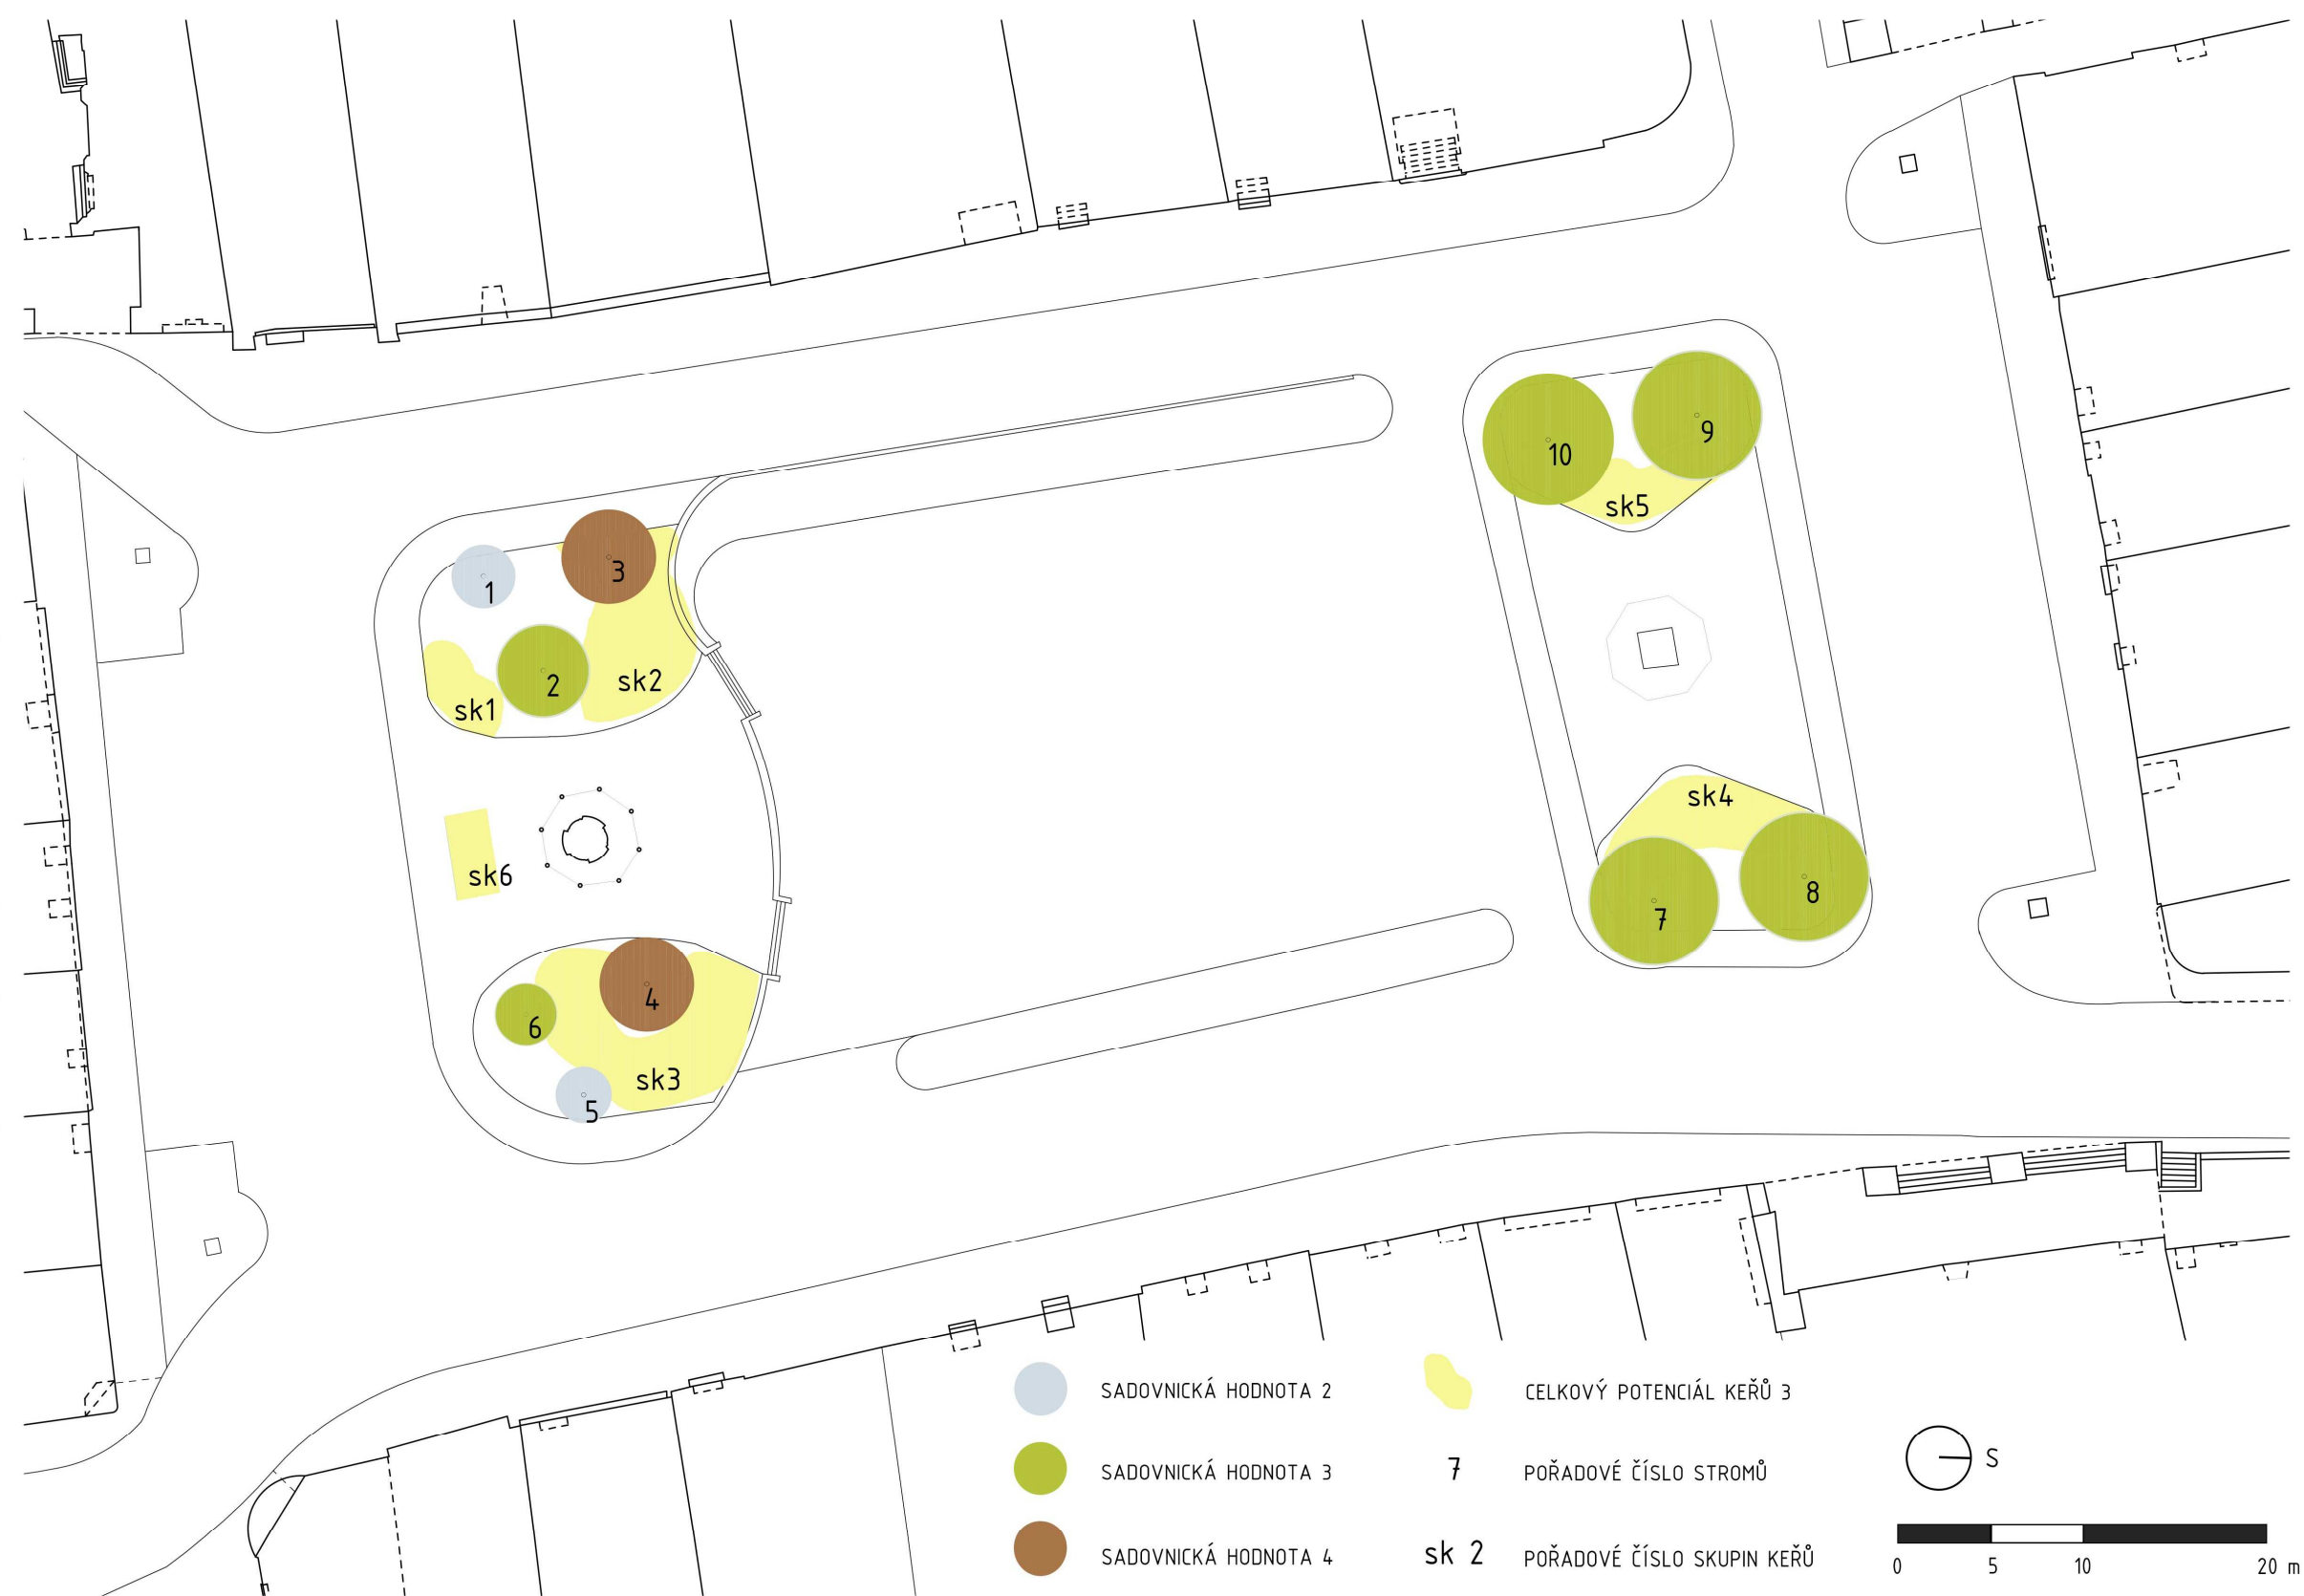 10
9
sk5
1
3
2
sk2
sk1
sk4
sk6
7
8
4
6
sk3
5
SADOVNICKÁ HODNOTA 2
CELKOVÝ POTENCIÁL KEŘŮ 3
SADOVNICKÁ HODNOTA 3
7 POŘADOVÉ ČÍSLO STROMŮ
S
SADOVNICKÁ HODNOTA 4
sk 2 POŘADOVÉ ČÍSLO SKUPIN KEŘŮ
0 5 10 20 m